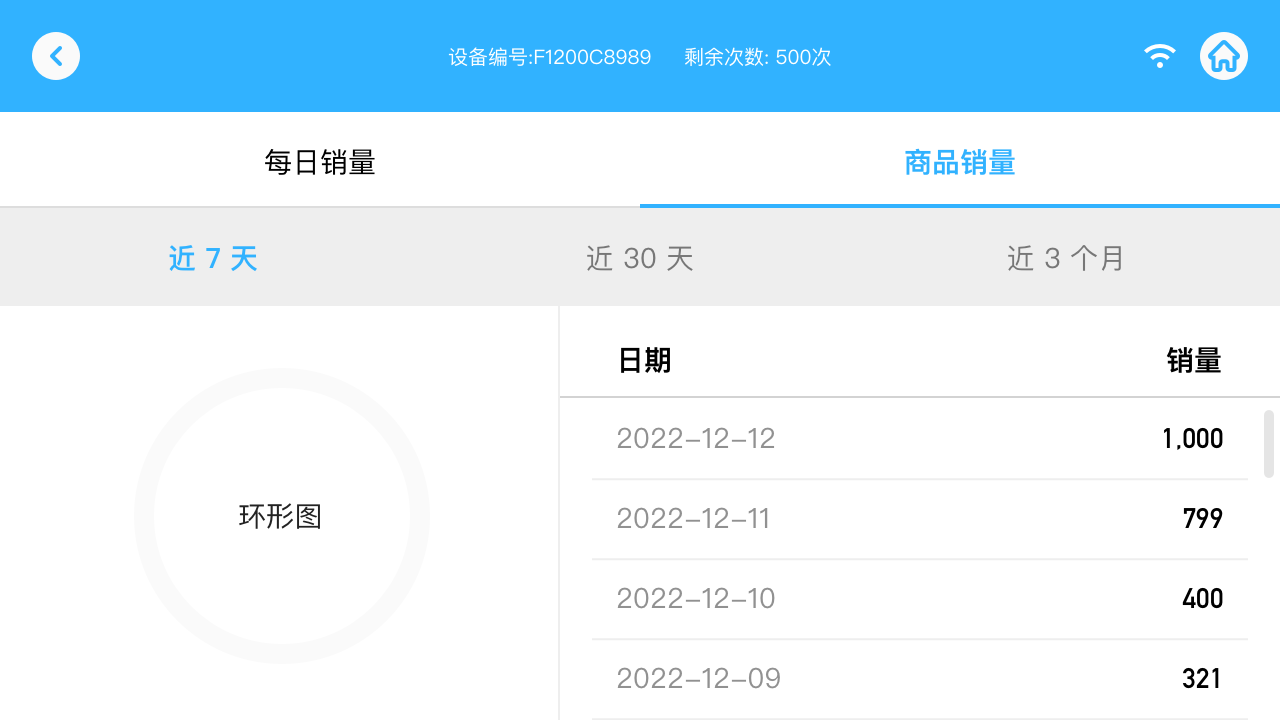 设备编号:F1200C8989 剩余次数: 500次
每日销量 商品销量
近 7 天 近 30 天 近 3 个月
环形图
日期 销量
2022-12-12 1,000
2022-12-11 799
2022-12-10 400
2022-12-09 321